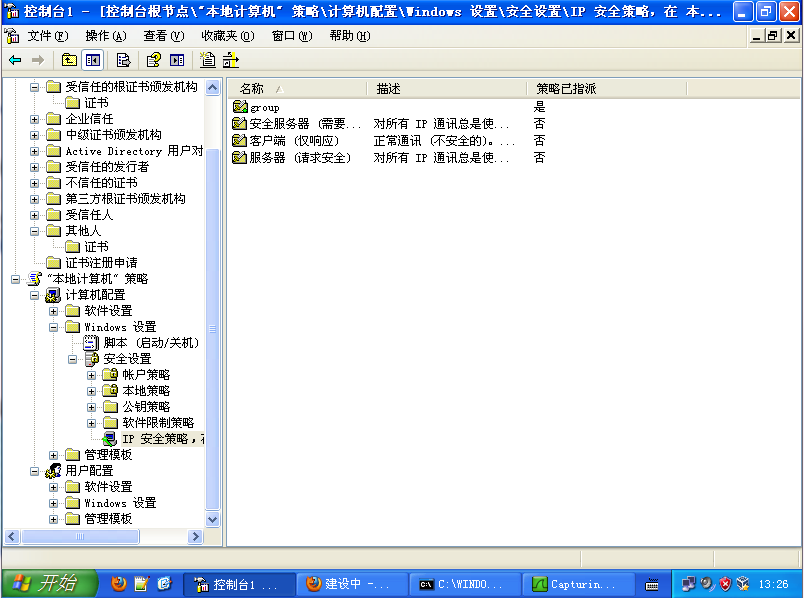 控制台1 - [控制台根节点\"本地计算机" 策略\计算机配置\Windows 设置\安全设置\IP 安全策略，在 本...
文件(F) 操作(A) 查看(V) 收藏夹(O) 窗口(W) 帮助(H)
受信任的根证书颁发机构
证书
企业信任
中级证书颁发机构
Active Directory 用户对
受信任的发行者
不信任的证书
第三方根证书颁发机构
受信任人
其他人
证书
证书注册申请
"本地计算机" 策略
计算机配置
软件设置
Windows 设置
脚本 (启动/关机)
安全设置
帐户策略
本地策略
公钥策略
软件限制策略
IP 安全策略，在
管理模板
用户配置
软件设置
Windows 设置
管理模板
名称 描述 策略已指派
group 是
安全服务器 (需要... 对所有 IP 通讯总是使... 否
客户端 (仅响应) 正常通讯 (不安全的)。... 否
服务器 (请求安全) 对所有 IP 通讯总是使... 否
开始 控制台1 ... 建设中 -... C:\WINDO... Capturin... 13:26